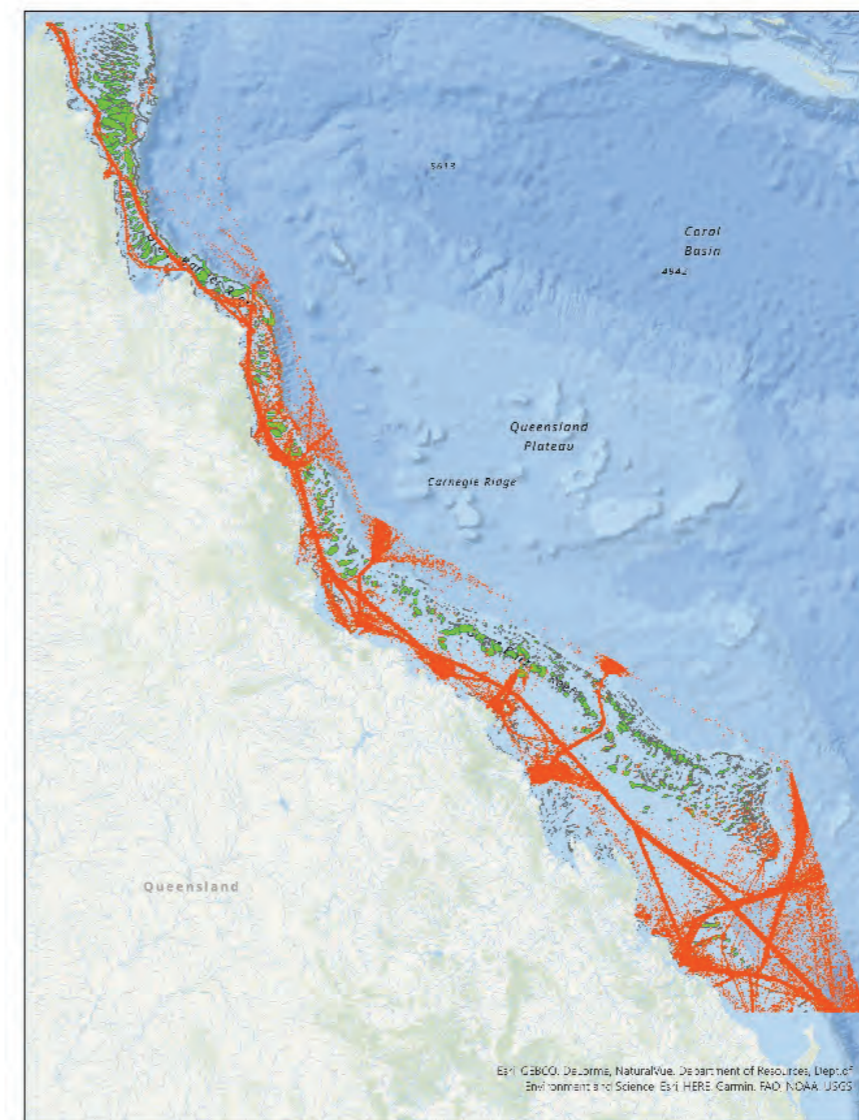 5613
Coral
Basin
4942
Queensland
Plateau
Carnegie Ridge
Queensland
Esri, GEBCO, DeLorme, NaturalVue, Department of Resources, Dept.of
Environment and Science, Esri, HERE, Garmin, FAO, NOAA, USGS